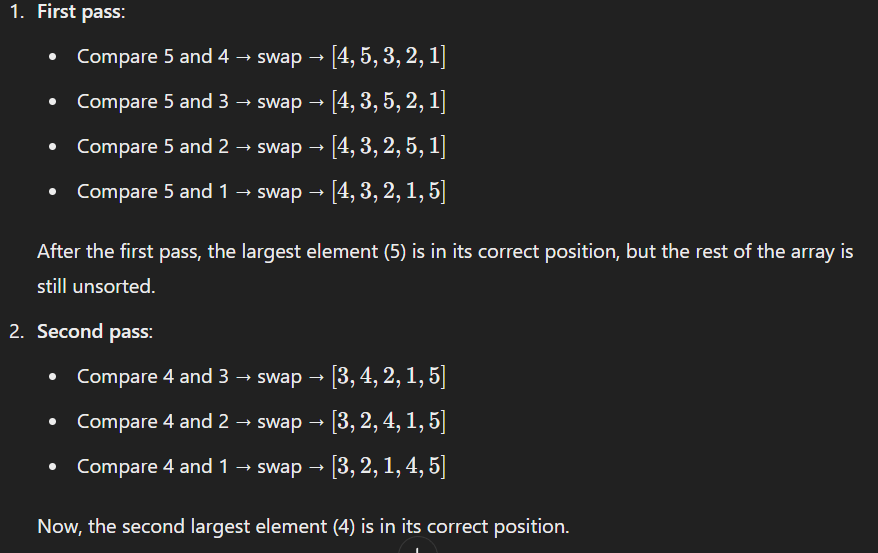 1. First pass:
• Compare 5 and 4 → swap → [4, 5, 3, 2, 1]
• Compare 5 and 3 → swap → [4, 3, 5, 2, 1]
• Compare 5 and 2 → swap → [4, 3, 2, 5, 1]
• Compare 5 and 1 → swap → [4, 3, 2, 1, 5]
After the first pass, the largest element (5) is in its correct position, but the rest of the array is
still unsorted.
2. Second pass:
• Compare 4 and 3 → swap → [3, 4, 2, 1, 5]
• Compare 4 and 2 → swap → [3, 2, 4, 1, 5]
• Compare 4 and 1 → swap → [3, 2, 1, 4, 5]
Now, the second largest element (4) is in its correct position.